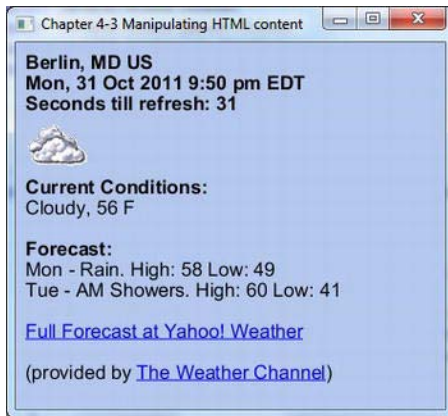 Chapter 4-3 Manipulating HTML content
Berlin, MD US
Mon, 31 Oct 2011 9:50 pm EDT
Seconds till refresh: 31
Current Conditions:
Cloudy, 56 F
Forecast:
Mon - Rain. High: 58 Low: 49
Tue - AM Showers. High: 60 Low: 41
Full Forecast at Yahoo! Weather
(provided by The Weather Channel)